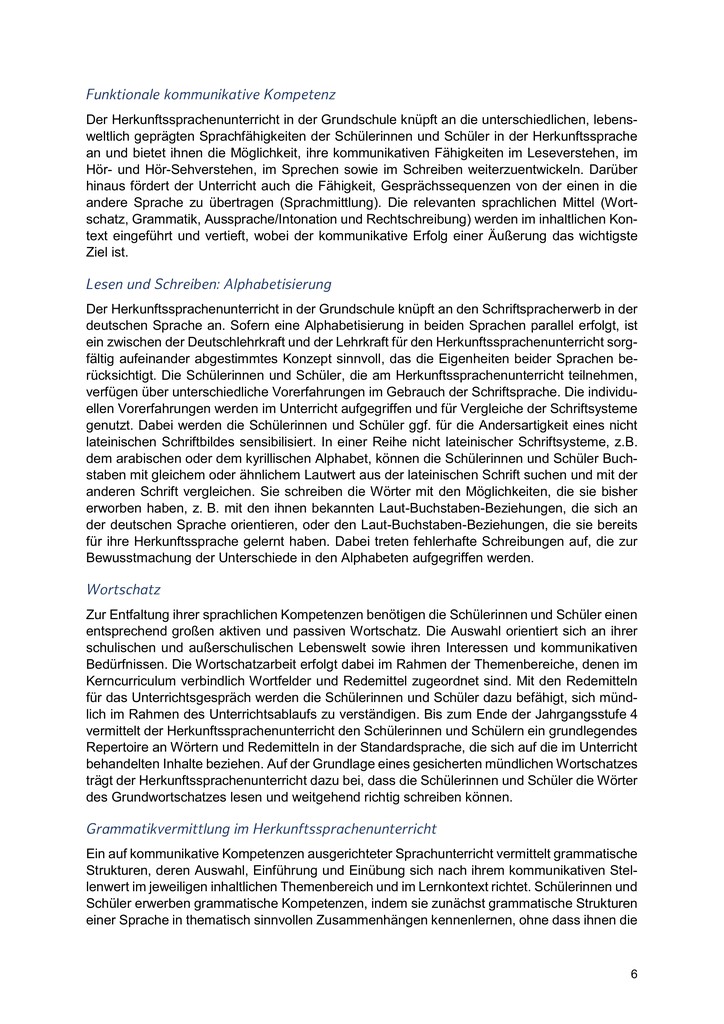 Funktionale kommunikative Kompetenz
Der Herkunftssprachenunterricht in der Grundschule knüpft an die unterschiedlichen, lebens-
weltlich geprägten Sprachfähigkeiten der Schülerinnen und Schüler in der Herkunftssprache
an und bietet ihnen die Möglichkeit, ihre kommunikativen Fähigkeiten im Leseverstehen, im
Hör- und Hör-Sehverstehen, im Sprechen sowie im Schreiben weiterzuentwickeln. Darüber
hinaus fördert der Unterricht auch die Fähigkeit, Gesprächssequenzen von der einen in die
andere Sprache zu übertragen (Sprachmittlung). Die relevanten sprachlichen Mittel (Wort-
schatz, Grammatik, Aussprache/Intonation und Rechtschreibung) werden im inhaltlichen Kon-
text eingeführt und vertieft, wobei der kommunikative Erfolg einer Äußerung das wichtigste
Ziel ist.
Lesen und Schreiben: Alphabetisierung
Der Herkunftssprachenunterricht in der Grundschule knüpft an den Schriftspracherwerb in der
deutschen Sprache an. Sofern eine Alphabetisierung in beiden Sprachen parallel erfolgt, ist
ein zwischen der Deutschlehrkraft und der Lehrkraft für den Herkunftssprachenunterricht sorg-
fältig aufeinander abgestimmtes Konzept sinnvoll, das die Eigenheiten beider Sprachen be-
rücksichtigt. Die Schülerinnen und Schüler, die am Herkunftssprachenunterricht teilnehmen,
verfügen über unterschiedliche Vorerfahrungen im Gebrauch der Schriftsprache. Die individu-
ellen Vorerfahrungen werden im Unterricht aufgegriffen und für Vergleiche der Schriftsysteme
genutzt. Dabei werden die Schülerinnen und Schüler ggf. für die Andersartigkeit eines nicht
lateinischen Schriftbildes sensibilisiert. In einer Reihe nicht lateinischer Schriftsysteme, z.B.
dem arabischen oder dem kyrillischen Alphabet, können die Schülerinnen und Schüler Buch-
staben mit gleichem oder ähnlichem Lautwert aus der lateinischen Schrift suchen und mit der
anderen Schrift vergleichen. Sie schreiben die Wörter mit den Möglichkeiten, die sie bisher
erworben haben, z. B. mit den ihnen bekannten Laut-Buchstaben-Beziehungen, die sich an
der deutschen Sprache orientieren, oder den Laut-Buchstaben-Beziehungen, die sie bereits
für ihre Herkunftssprache gelernt haben. Dabei treten fehlerhafte Schreibungen auf, die zur
Bewusstmachung der Unterschiede in den Alphabeten aufgegriffen werden.
Wortschatz
Zur Entfaltung ihrer sprachlichen Kompetenzen benötigen die Schülerinnen und Schüler einen
entsprechend großen aktiven und passiven Wortschatz. Die Auswahl orientiert sich an ihrer
schulischen und außerschulischen Lebenswelt sowie ihren Interessen und kommunikativen
Bedürfnissen. Die Wortschatzarbeit erfolgt dabei im Rahmen der Themenbereiche, denen im
Kerncurriculum verbindlich Wortfelder und Redemittel zugeordnet sind. Mit den Redemitteln
für das Unterrichtsgespräch werden die Schülerinnen und Schüler dazu befähigt, sich münd-
lich im Rahmen des Unterrichtsablaufs zu verständigen. Bis zum Ende der Jahrgangsstufe 4
vermittelt der Herkunftssprachenunterricht den Schülerinnen und Schülern ein grundlegendes
Repertoire an Wörtern und Redemitteln in der Standardsprache, die sich auf die im Unterricht
behandelten Inhalte beziehen. Auf der Grundlage eines gesicherten mündlichen Wortschatzes
trägt der Herkunftssprachenunterricht dazu bei, dass die Schülerinnen und Schüler die Wörter
des Grundwortschatzes lesen und weitgehend richtig schreiben können.
Grammatikvermittlung im Herkunftssprachenunterricht
Ein auf kommunikative Kompetenzen ausgerichteter Sprachunterricht vermittelt grammatische
Strukturen, deren Auswahl, Einführung und Einübung sich nach ihrem kommunikativen Stel-
lenwert im jeweiligen inhaltlichen Themenbereich und im Lernkontext richtet. Schülerinnen und
Schüler erwerben grammatische Kompetenzen, indem sie zunächst grammatische Strukturen
einer Sprache in thematisch sinnvollen Zusammenhängen kennenlernen, ohne dass ihnen die
6